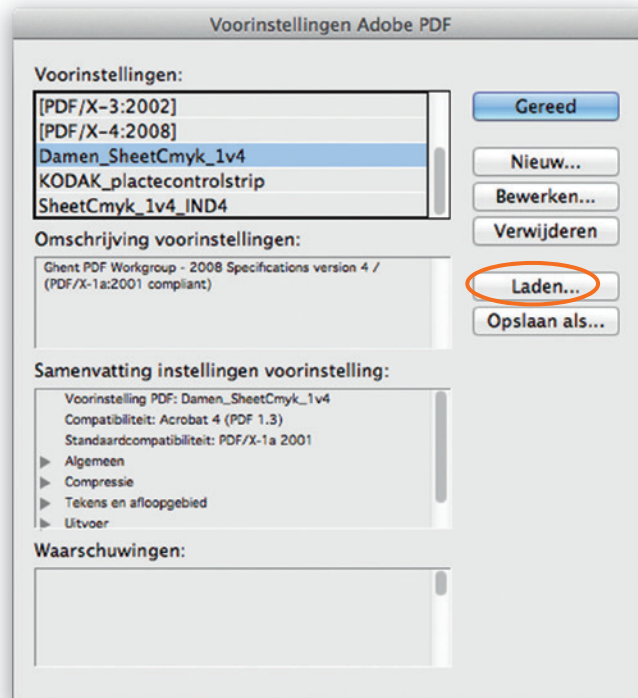 Voorinstellingen Adobe PDF
Voorinstellingen:
[PDF/X-3:2002]
[PDF/X-4:2008]
Damen_SheetCmyk_1v4
KODAK_plactecontrolstrip
SheetCmyk_1v4_IND4
Gereed
Nieuw...
Bewerken...
Verwijderen
Laden...
Opslaan als...
Omschrijving voorinstellingen:
Ghent PDF Workgroup - 2008 Specifications version 4 /
(PDF/X-1a:2001 compliant)
Samenvatting instellingen voorinstelling:
Voorinstelling PDF: Damen_SheetCmyk_1v4
Compatibiliteit: Acrobat 4 (PDF 1.3)
Standaardcompatibiliteit: PDF/X-1a 2001
Algemeen
Compressie
Tekens en afloopgebied
Uitvoer
Waarschuwingen: